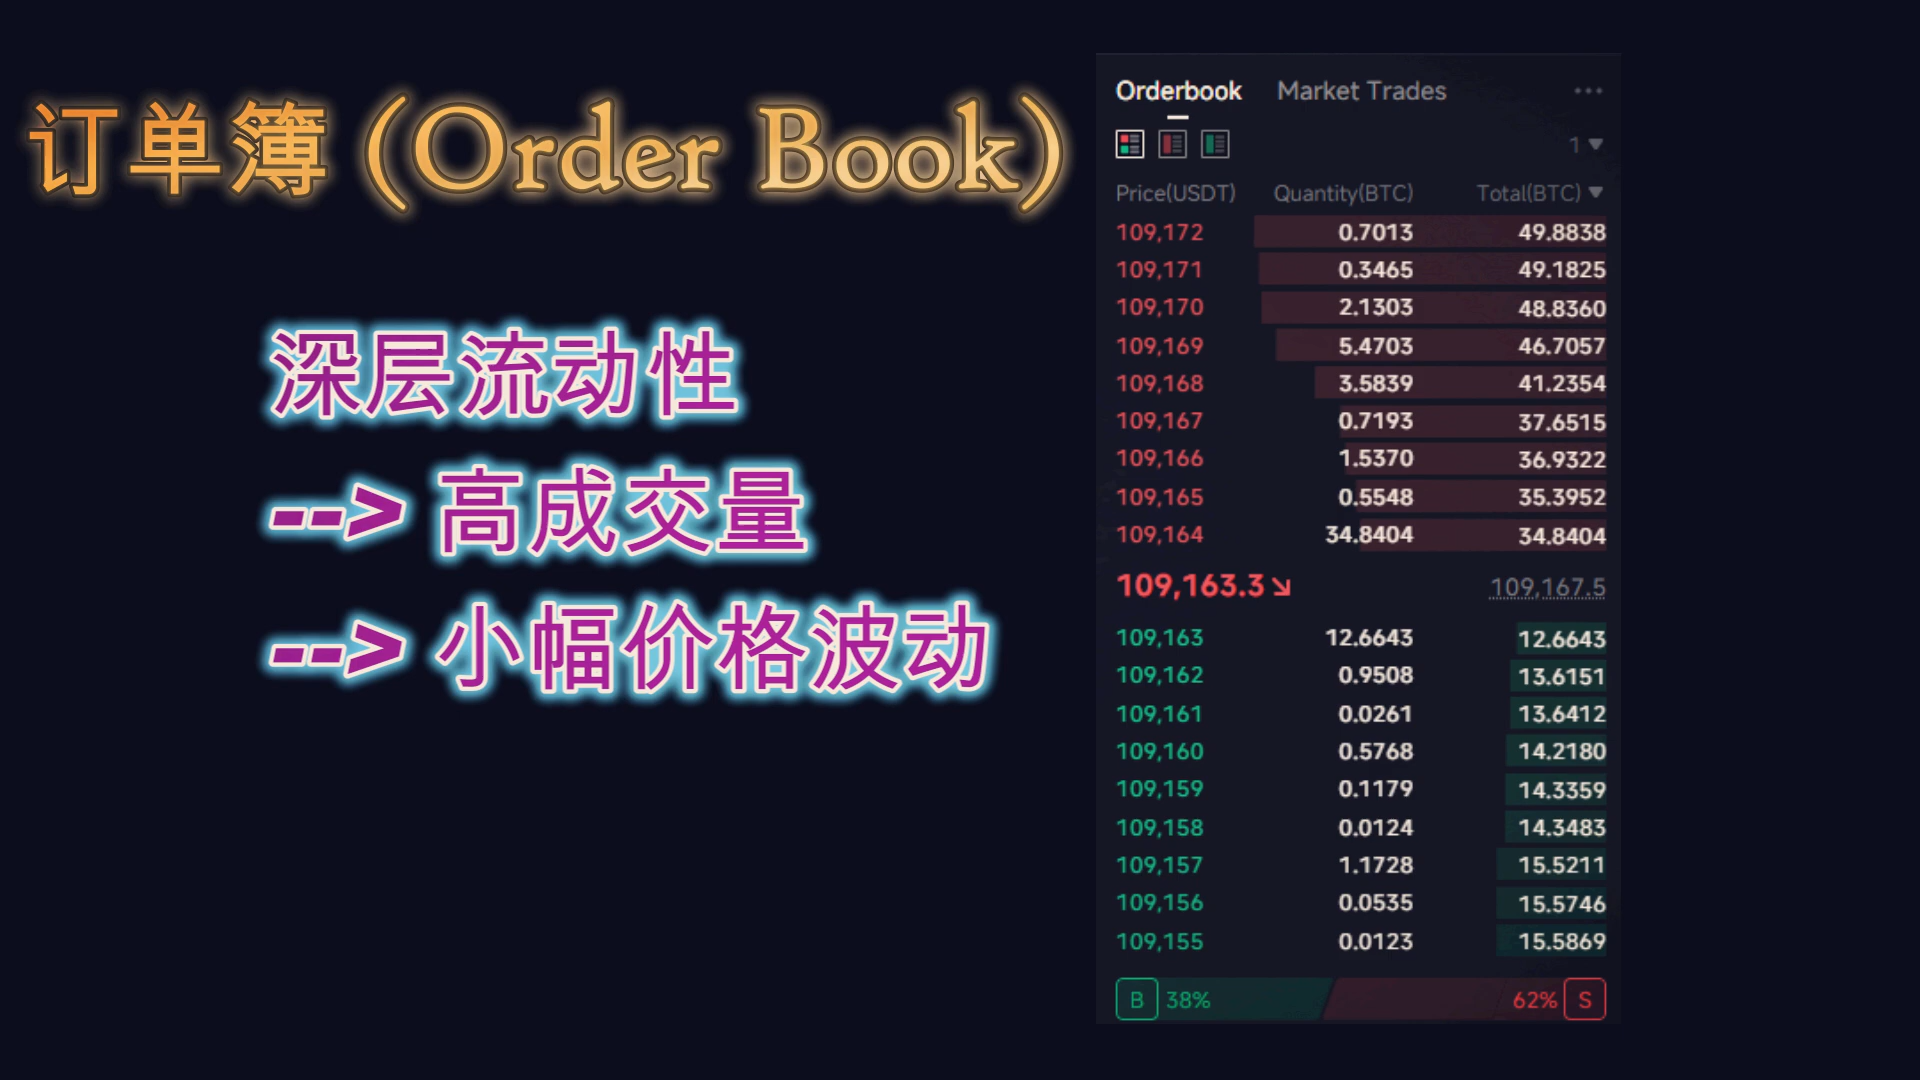 订单簿 (Order Book)
深层流动性
--> 高成交量
--> 小幅价格波动
Orderbook Market Trades ...
1
Price(USDT) Quantity(BTC) Total(BTC)
109,172 0.7013 49.8838
109,171 0.3465 49.1825
109,170 2.1303 48.8360
109,169 5.4703 46.7057
109,168 3.5839 41.2354
109,167 0.7193 37.6515
109,166 1.5370 36.9322
109,165 0.5548 35.3952
109,164 34.8404 34.8404
109,163.3↘ 109,167.5
109,163 12.6643 12.6643
109,162 0.9508 13.6151
109,161 0.0261 13.6412
109,160 0.5768 14.2180
109,159 0.1179 14.3359
109,158 0.0124 14.3483
109,157 1.1728 15.5211
109,156 0.0535 15.5746
109,155 0.0123 15.5869
B 38% 62% S